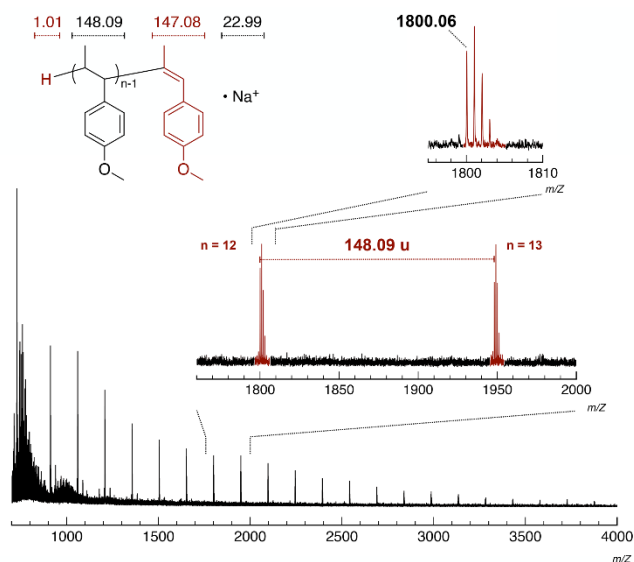 1.01 148.09 147.08 22.99
H
n-1
• Na⁺
O
O
1800.06
1800 1810
m/Z
n = 12 148.09 u n = 13
1800 1850 1900 1950 2000
m/Z
1000 1500 2000 2500 3000 3500 4000
m/Z